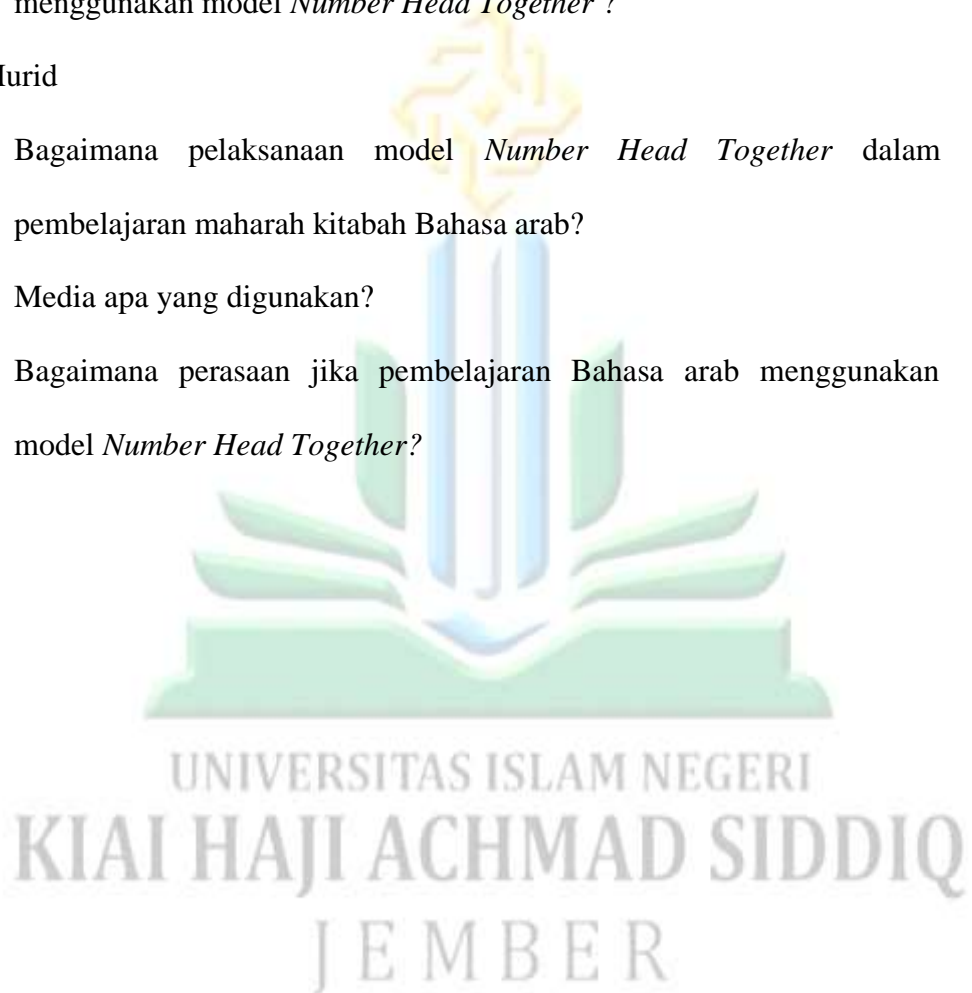 menggunakan model Number Head Together ?
Murid
Bagaimana pelaksanaan model Number Head Together dalam
pembelajaran maharah kitabah Bahasa arab?
Media apa yang digunakan?
Bagaimana perasaan jika pembelajaran Bahasa arab menggunakan
model Number Head Together?
UNIVERSITAS ISLAM NEGERI
KIAI HAJI ACHMAD SIDDIQ
JEMBER